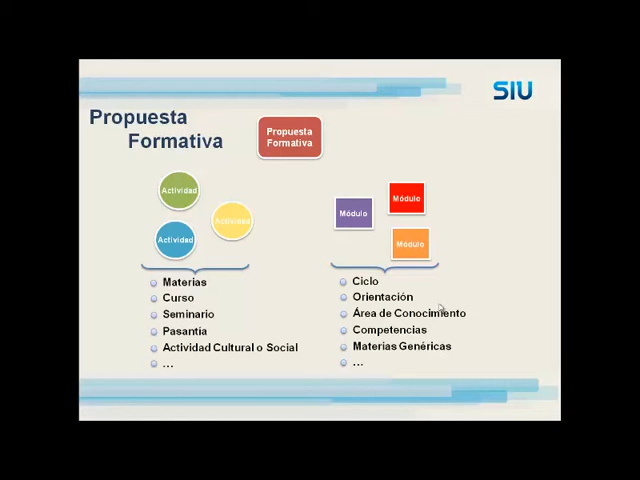 SIU
Propuesta
Formativa
Propuesta
Formativa
Actividad
Actividad
Actividad
Módulo
Módulo
Módulo
Materias
Curso
Seminario
Pasantía
Actividad Cultural o Social
...
Ciclo
Orientación
Área de Conocimiento
Competencias
Materias Genéricas
...